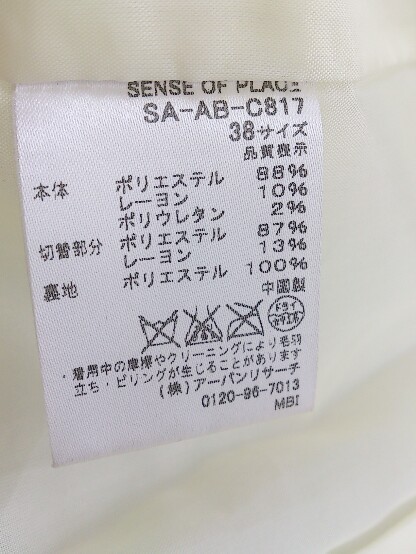 SENSE OF PLACE
SA-AB-C817
38サイズ
品質表示
本体 ポリエステル 88%
レーヨン 10%
ポリウレタン 2%
切替部分 ポリエステル 87%
レーヨン 13%
裏地 ポリエステル 100%
中国製
ドライ
着用中の摩擦やクリーニングにより毛羽
立ち・ピリングが生じることがあります
(株)アーバンリサーチ
0120-96-7013
MBI